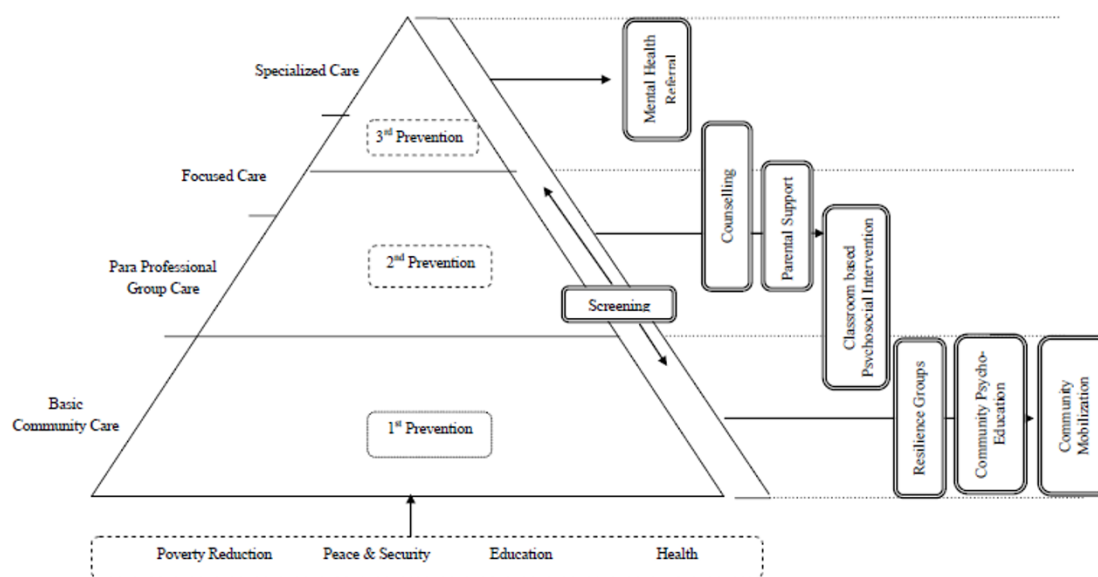 Specialized Care
3rd Prevention
Focused Care
2nd Prevention
Para Professional
Group Care
Screening
Basic
Community Care
1st Prevention
Poverty Reduction Peace & Security Education Health
Mental Health
Referral
Counselling
Parental Support
Classroom based
Psychosocial Intervention
Resilience Groups
Community Psycho-
Education
Community
Mobilization